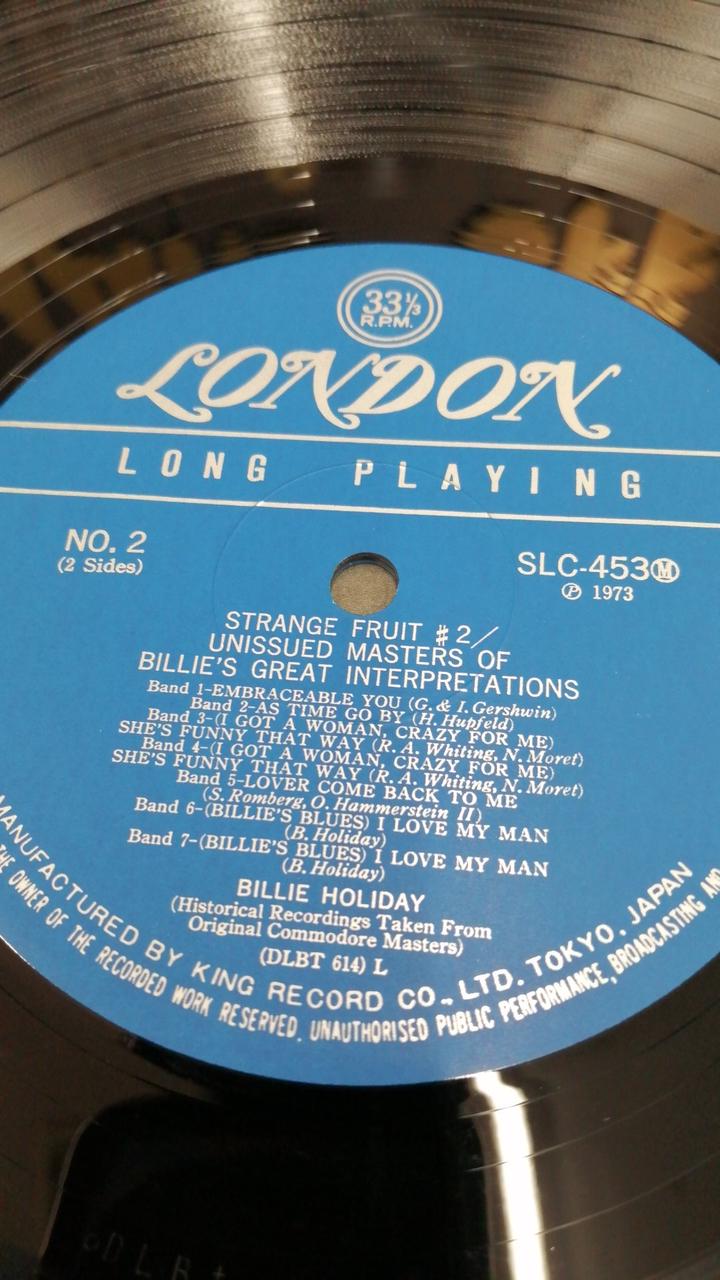 33⅓
R.P.M.
LONDON
LONG PLAYING
NO. 2
(2 Sides)
SLC-453Ⓜ
Ⓟ 1973
STRANGE FRUIT #2/
UNISSUED MASTERS OF
BILLIE'S GREAT INTERPRETATIONS
Band 1-EMBRACEABLE YOU (G. & I. Gershwin)
Band 2-AS TIME GO BY (H. Hupfeld)
Band 3-(I GOT A WOMAN, CRAZY FOR ME)
SHE'S FUNNY THAT WAY (R. A. Whiting, N. Moret)
Band 4-(I GOT A WOMAN, CRAZY FOR ME)
SHE'S FUNNY THAT WAY (R. A. Whiting, N. Moret)
Band 5-LOVER COME BACK TO ME
(S. Romberg, O. Hammerstein II)
Band 6-(BILLIE'S BLUES) I LOVE MY MAN
(B. Holiday)
Band 7-(BILLIE'S BLUES) I LOVE MY MAN
(B. Holiday)
BILLIE HOLIDAY
(Historical Recordings Taken From
Original Commodore Masters)
(DLBT 614) L
MANUFACTURED BY KING RECORD CO., LTD. TOKYO. JAPAN
THE OWNER OF THE RECORDED WORK RESERVED. UNAUTHORISED PUBLIC PERFORMANCE, BROADCASTING AND